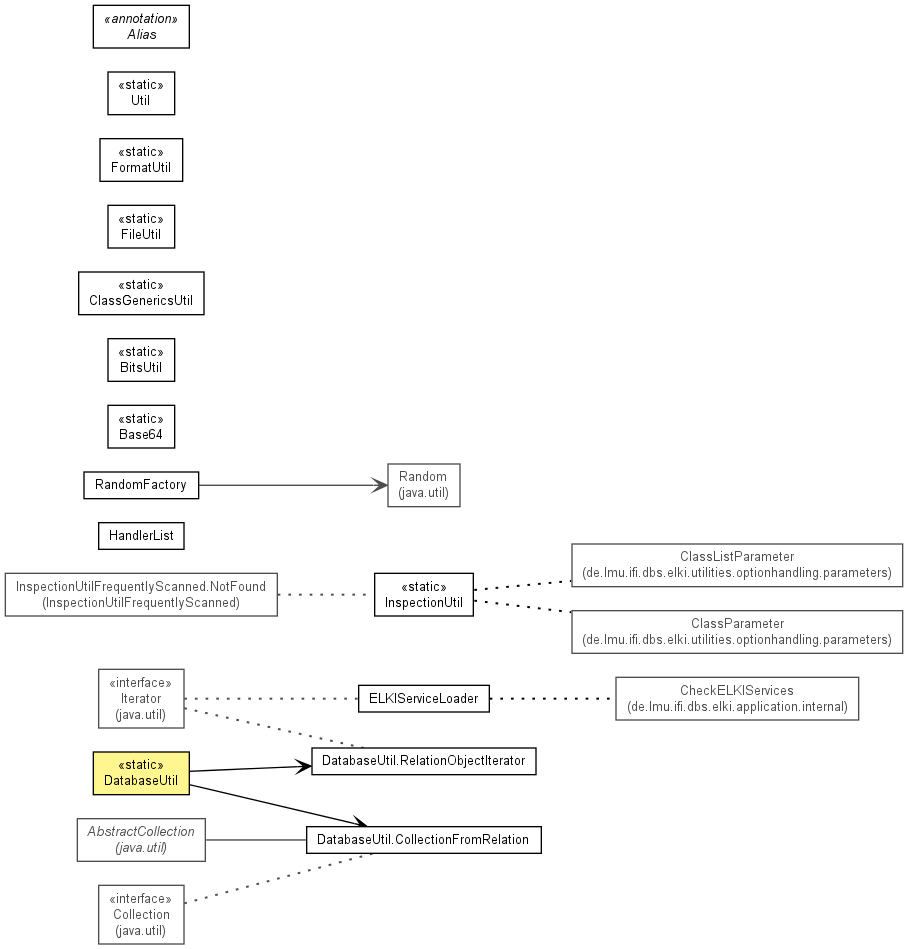 «annotation»
Alias
«static»
Util
«static»
FormatUtil
«static»
FileUtil
«static»
ClassGenericsUtil
«static»
BitsUtil
«static»
Base64
RandomFactory
Random
(java.util)
HandlerList
InspectionUtilFrequentlyScanned.NotFound
(InspectionUtilFrequentlyScanned)
«static»
InspectionUtil
ClassListParameter
(de.lmu.ifi.dbs.elki.utilities.optionhandling.parameters)
ClassParameter
(de.lmu.ifi.dbs.elki.utilities.optionhandling.parameters)
«interface»
Iterator
(java.util)
ELKIServiceLoader
CheckELKIServices
(de.lmu.ifi.dbs.elki.application.internal)
«static»
DatabaseUtil
DatabaseUtil.RelationObjectIterator
AbstractCollection
(java.util)
DatabaseUtil.CollectionFromRelation
«interface»
Collection
(java.util)